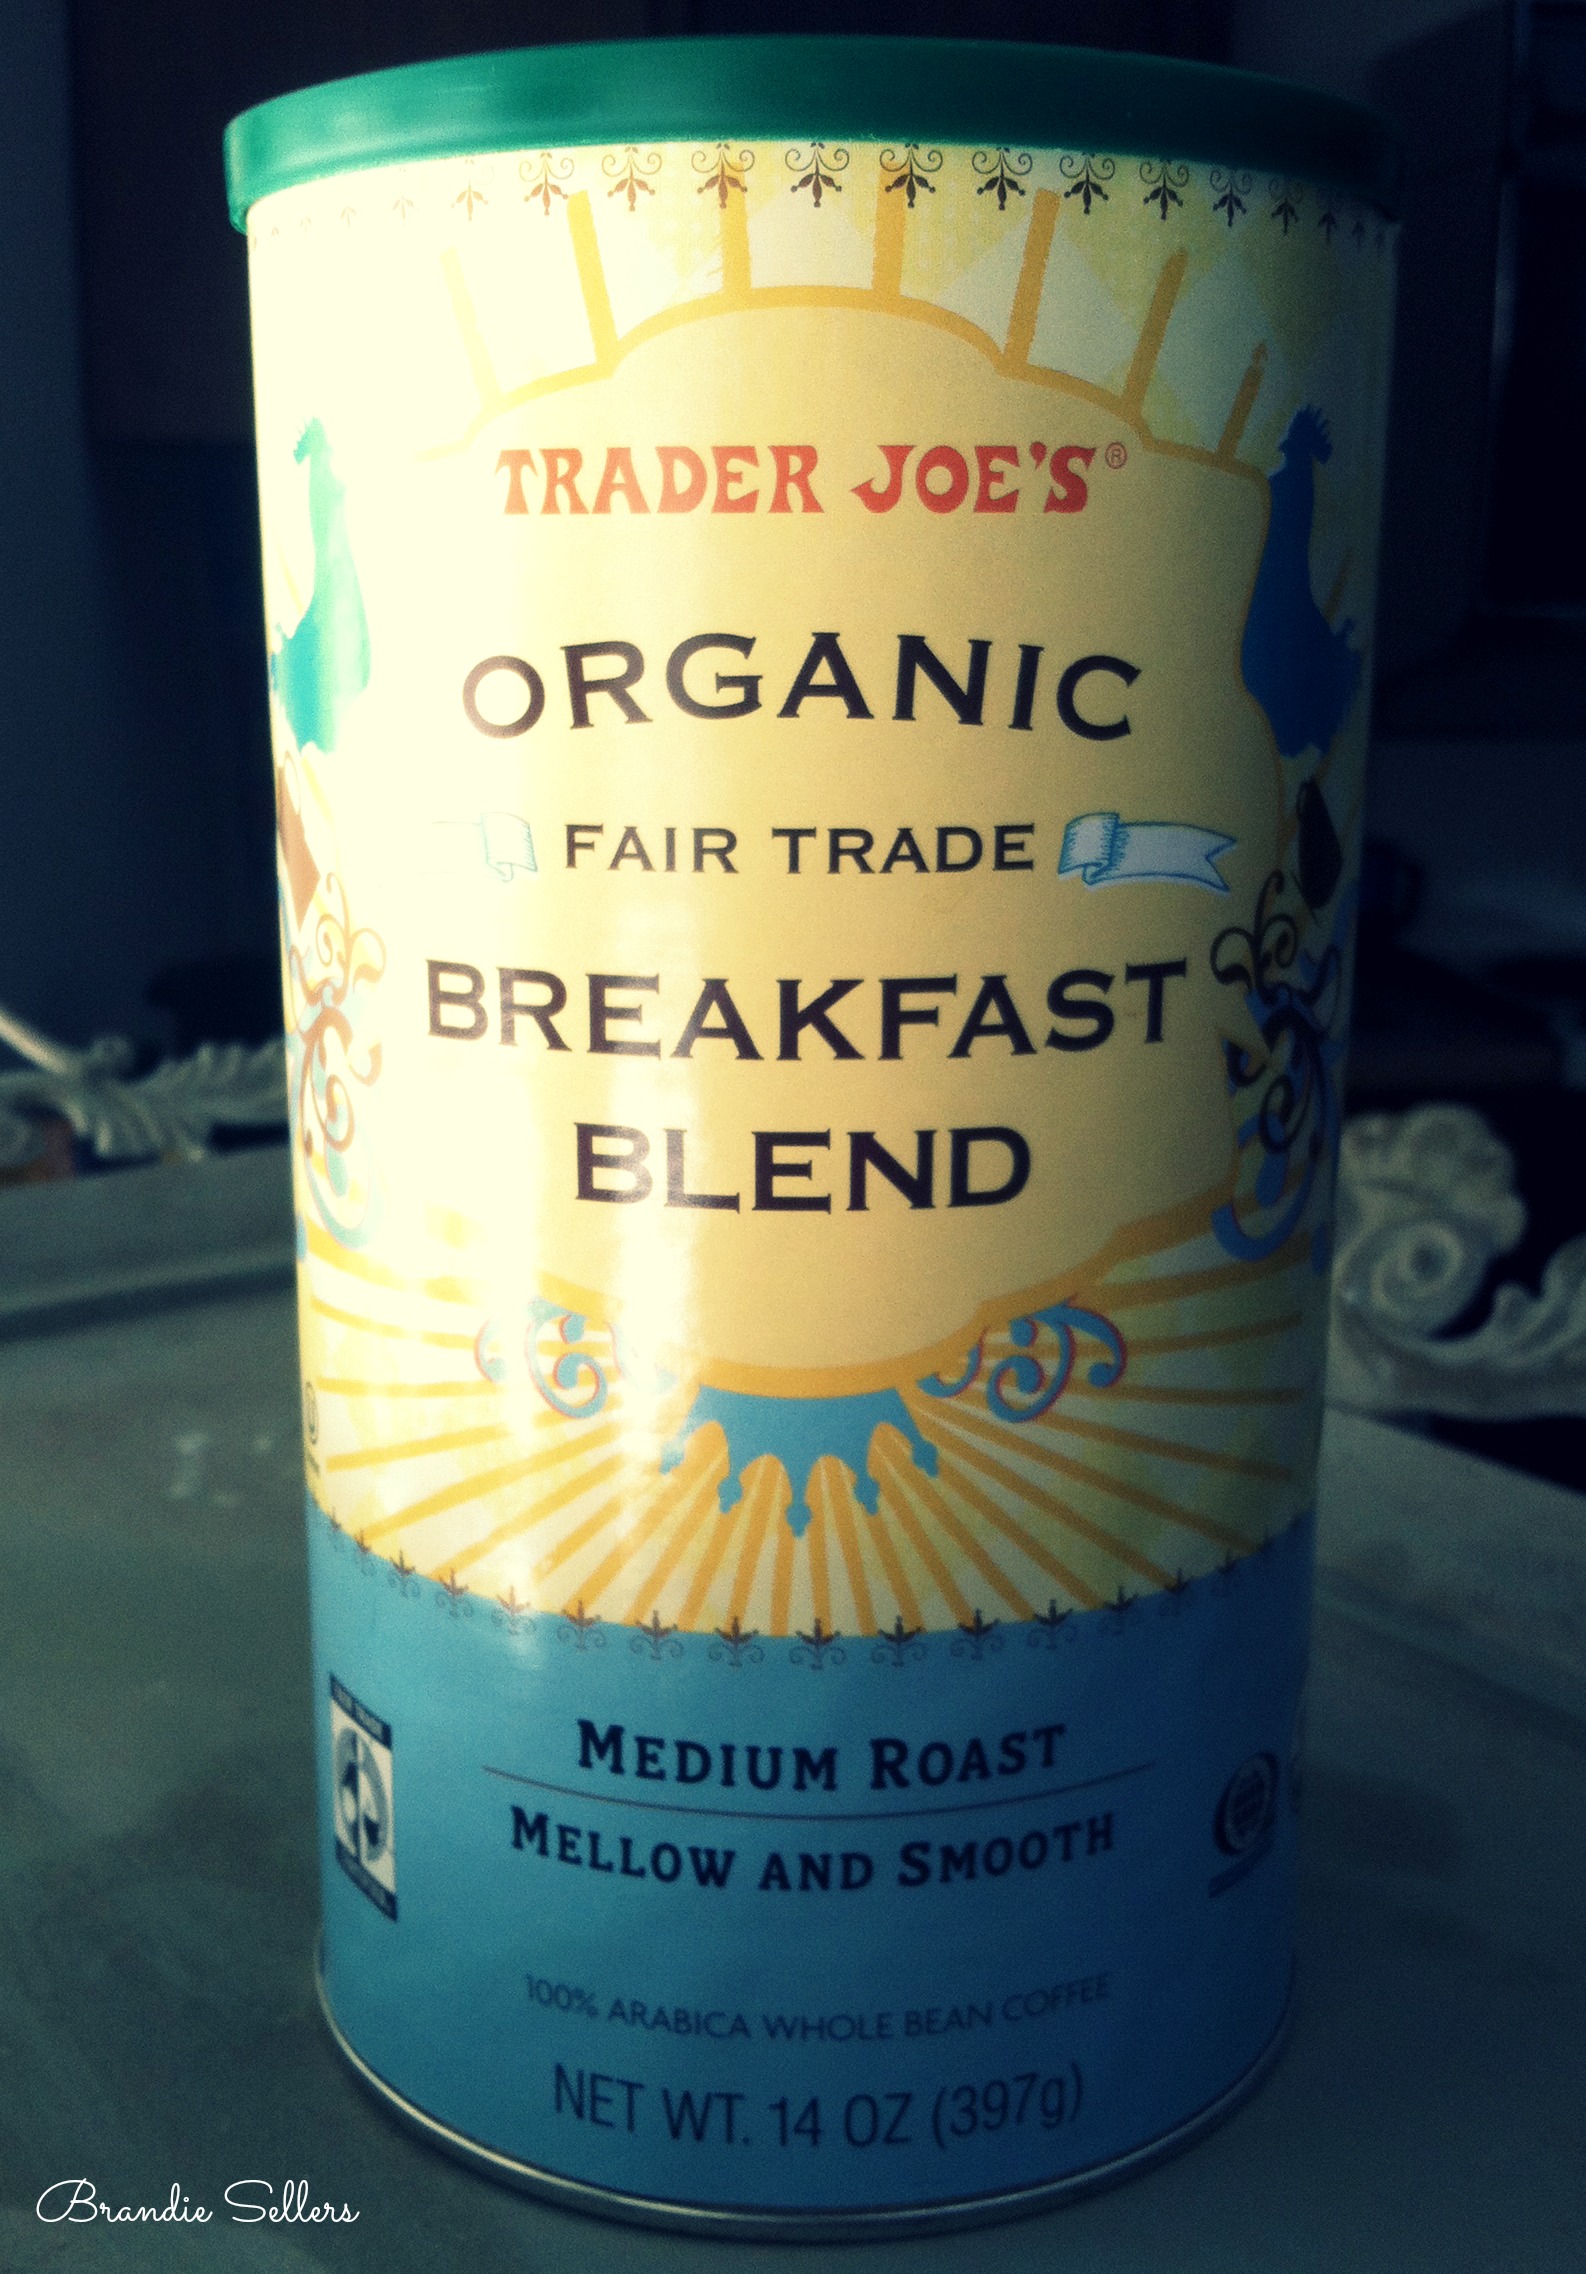 TRADER JOE'S®
ORGANIC
FAIR TRADE
BREAKFAST
BLEND
MEDIUM ROAST
MELLOW AND SMOOTH
100% ARABICA WHOLE BEAN COFFEE
NET WT. 14 OZ (397g)
Brandie Sellers